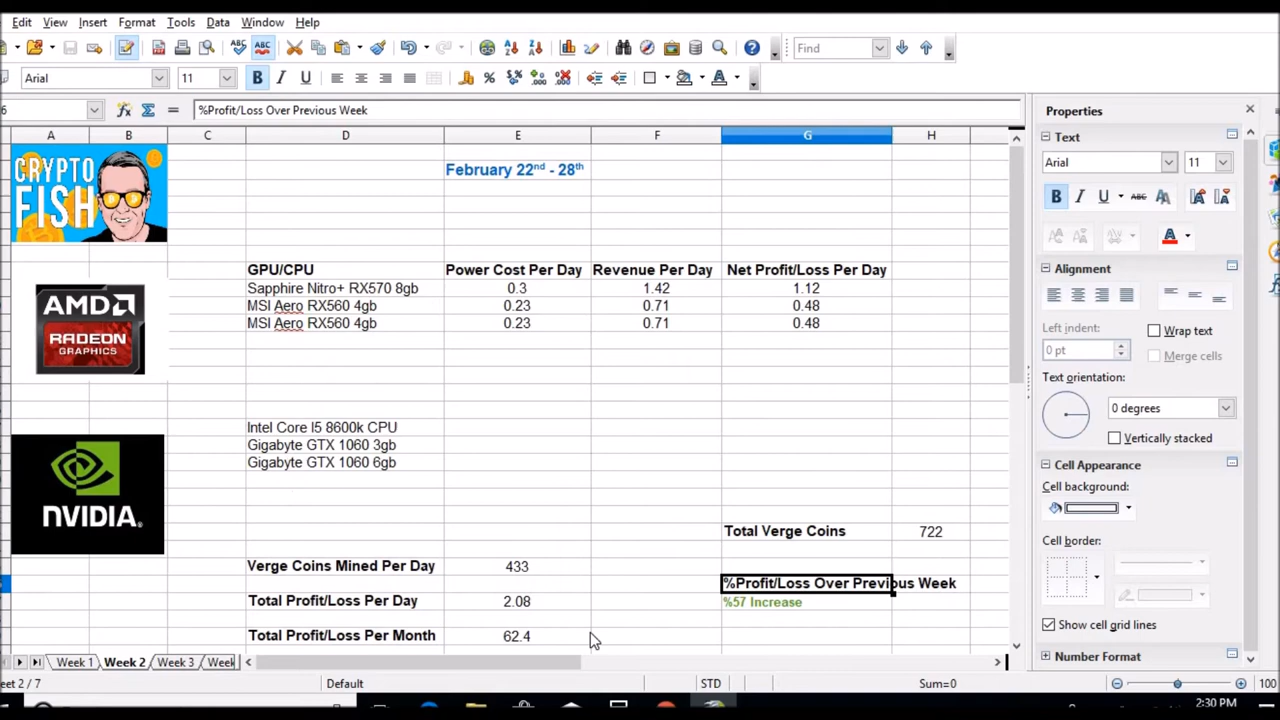 Edit View Insert Format Tools Data Window Help
Find
Arial 11
6 %Profit/Loss Over Previous Week
Properties
A B C D E F G H
Text
CRYPTO
FISH
February 22nd - 28th
Arial 11
Alignment
GPU/CPU Power Cost Per Day Revenue Per Day Net Profit/Loss Per Day
Sapphire Nitro+ RX570 8gb 0.3 1.42 1.12
MSI Aero RX560 4gb 0.23 0.71 0.48
MSI Aero RX560 4gb 0.23 0.71 0.48
AMD
RADEON
GRAPHICS
Left indent:
Wrap text
0 pt
Merge cells
Text orientation:
0 degrees
Vertically stacked
Intel Core I5 8600k CPU
Gigabyte GTX 1060 3gb
Gigabyte GTX 1060 6gb
NVIDIA
Cell Appearance
Cell background:
Total Verge Coins 722
Cell border:
Verge Coins Mined Per Day 433
%Profit/Loss Over Previous Week
Total Profit/Loss Per Day 2.08
%57 Increase
Total Profit/Loss Per Month 62.4
Show cell grid lines
Number Format
Week 1 Week 2 Week 3 Week
eet 2 / 7 Default STD Sum=0 100
2:30 PM